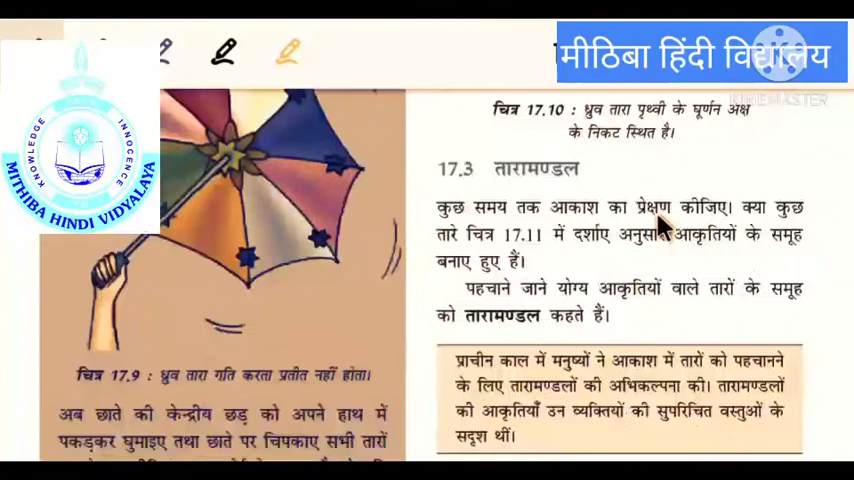 मीठिबा हिंदी विद्यालय
KINEMASTER
KNOWLEDGE
INNOCENCE
MITHIBA HINDI VIDYALAYA
चित्र 17.9 : ध्रुव तारा गति करता प्रतीत नहीं होता।
अब छाते की केन्द्रीय छड़ को अपने हाथ में
पकड़कर घुमाइए तथा छाते पर चिपकाए सभी तारों
चित्र 17.10 : ध्रुव तारा पृथ्वी के घूर्णन अक्ष
के निकट स्थित है।
17.3 तारामण्डल
कुछ समय तक आकाश का प्रेक्षण कीजिए। क्या कुछ
तारे चित्र 17.11 में दर्शाए अनुसार आकृतियों के समूह
बनाए हुए हैं।
पहचाने जाने योग्य आकृतियों वाले तारों के समूह
को तारामण्डल कहते हैं।
प्राचीन काल में मनुष्यों ने आकाश में तारों को पहचानने
के लिए तारामण्डलों की अभिकल्पना की। तारामण्डलों
की आकृतियाँ उन व्यक्तियों की सुपरिचित वस्तुओं के
सदृश थीं।